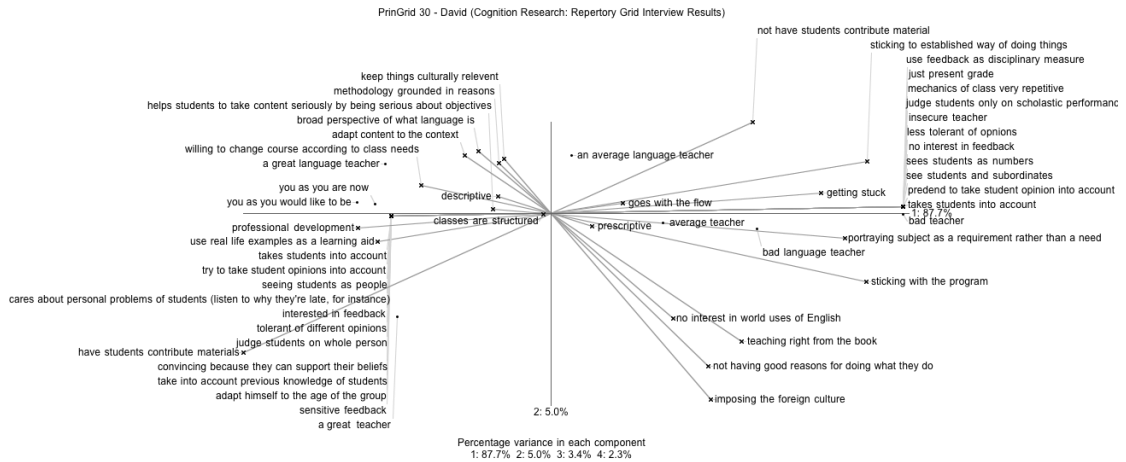 PrinGrid 30 - David (Cognition Research: Repertory Grid Interview Results)
not have students contribute material
sticking to established way of doing things
use feedback as disciplinary measure
just present grade
mechanics of class very repetitive
judge students only on scholastic performanc
insecure teacher
less tolerant of opnions
no interest in feedback
sees students as numbers
see students and subordinates
predend to take student opinion into account
takes students into account
1: 87.7%
bad teacher
keep things culturally relevent
methodology grounded in reasons
helps students to take content seriously by being serious about objectives
broad perspective of what language is
adapt content to the context
willing to change course according to class needs
a great language teacher
an average language teacher
you as you are now
you as you would like to be
descriptive
goes with the flow
getting stuck
classes are structured
professional development
use real life examples as a learning aid
prescriptive
average teacher
bad language teacher
portraying subject as a requirement rather than a need
takes students into account
try to take student opinions into account
seeing students as people
cares about personal problems of students (listen to why they're late, for instance)
interested in feedback
tolerant of different opinions
judge students on whole person
have students contribute materials
convincing because they can support their beliefs
take into account previous knowledge of students
adapt himself to the age of the group
sensitive feedback
a great teacher
sticking with the program
no interest in world uses of English
teaching right from the book
not having good reasons for doing what they do
imposing the foreign culture
2: 5.0%
Percentage variance in each component
1: 87.7% 2: 5.0% 3: 3.4% 4: 2.3%